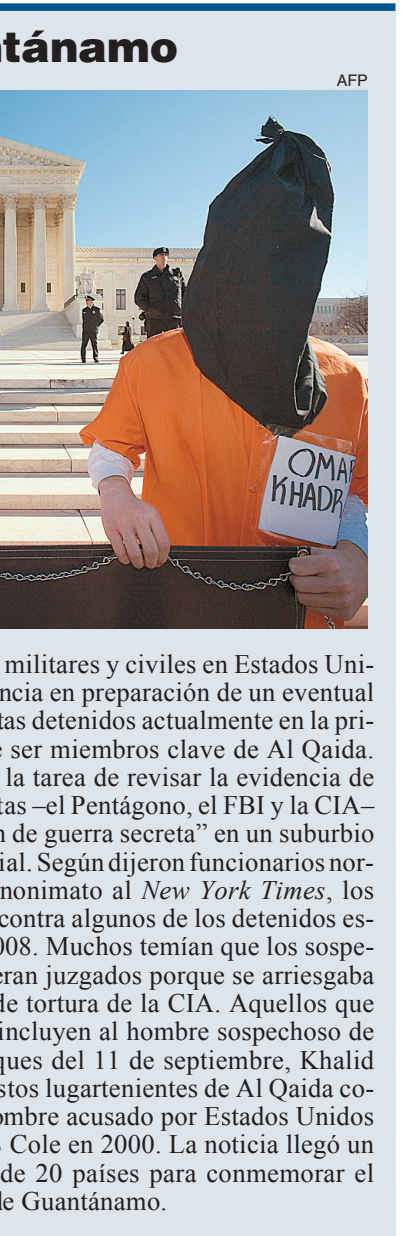 ntánamo
AFP
OMAR
KHADR
militares y civiles en Estados Uni-
ncia en preparación de un eventual
tas detenidos actualmente en la pri-
e ser miembros clave de Al Qaida.
la tarea de revisar la evidencia de
tas –el Pentágono, el FBI y la CIA–
n de guerra secreta” en un suburbio
ial. Según dijeron funcionarios nor-
nonimato al New York Times, los
contra algunos de los detenidos es-
008. Muchos temían que los sospe-
eran juzgados porque se arriesgaba
de tortura de la CIA. Aquellos que
incluyen al hombre sospechoso de
ques del 11 de septiembre, Khalid
stos lugartenientes de Al Qaida co-
ombre acusado por Estados Unidos
Cole en 2000. La noticia llegó un
de 20 países para conmemorar el
de Guantánamo.